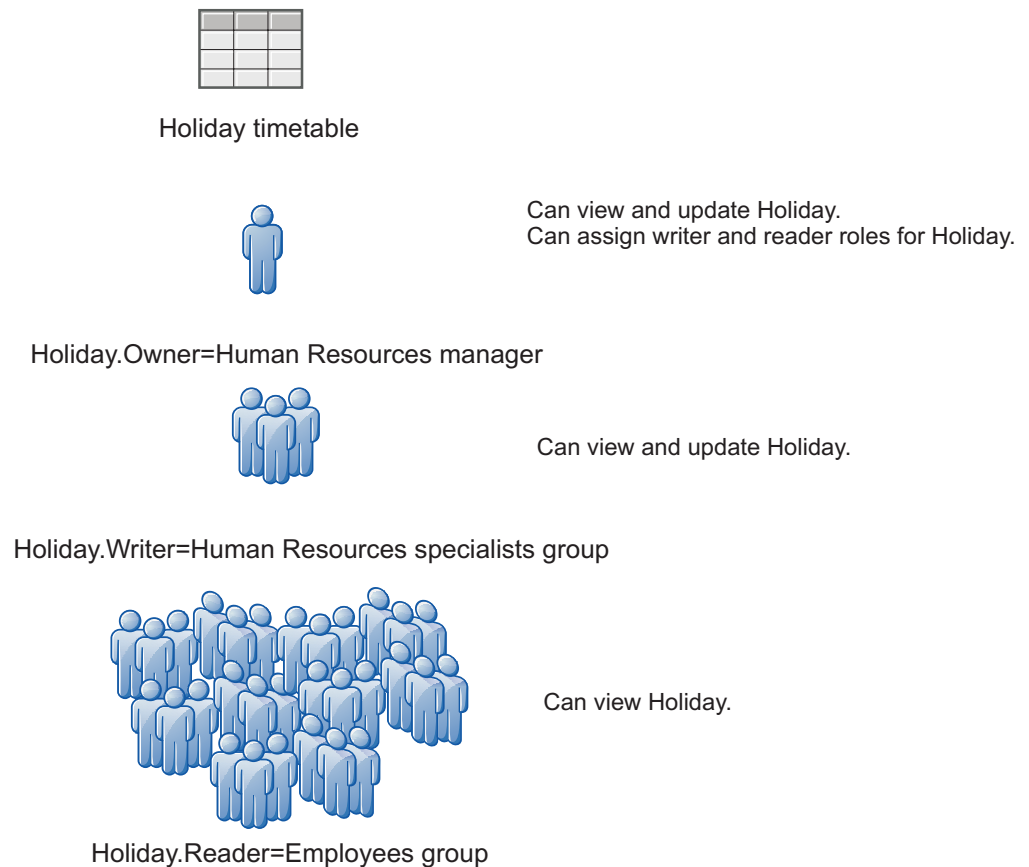 Holiday timetable
Can view and update Holiday.
Can assign writer and reader roles for Holiday.
Holiday.Owner=Human Resources manager
Can view and update Holiday.
Holiday.Writer=Human Resources specialists group
Can view Holiday.
Holiday.Reader=Employees group